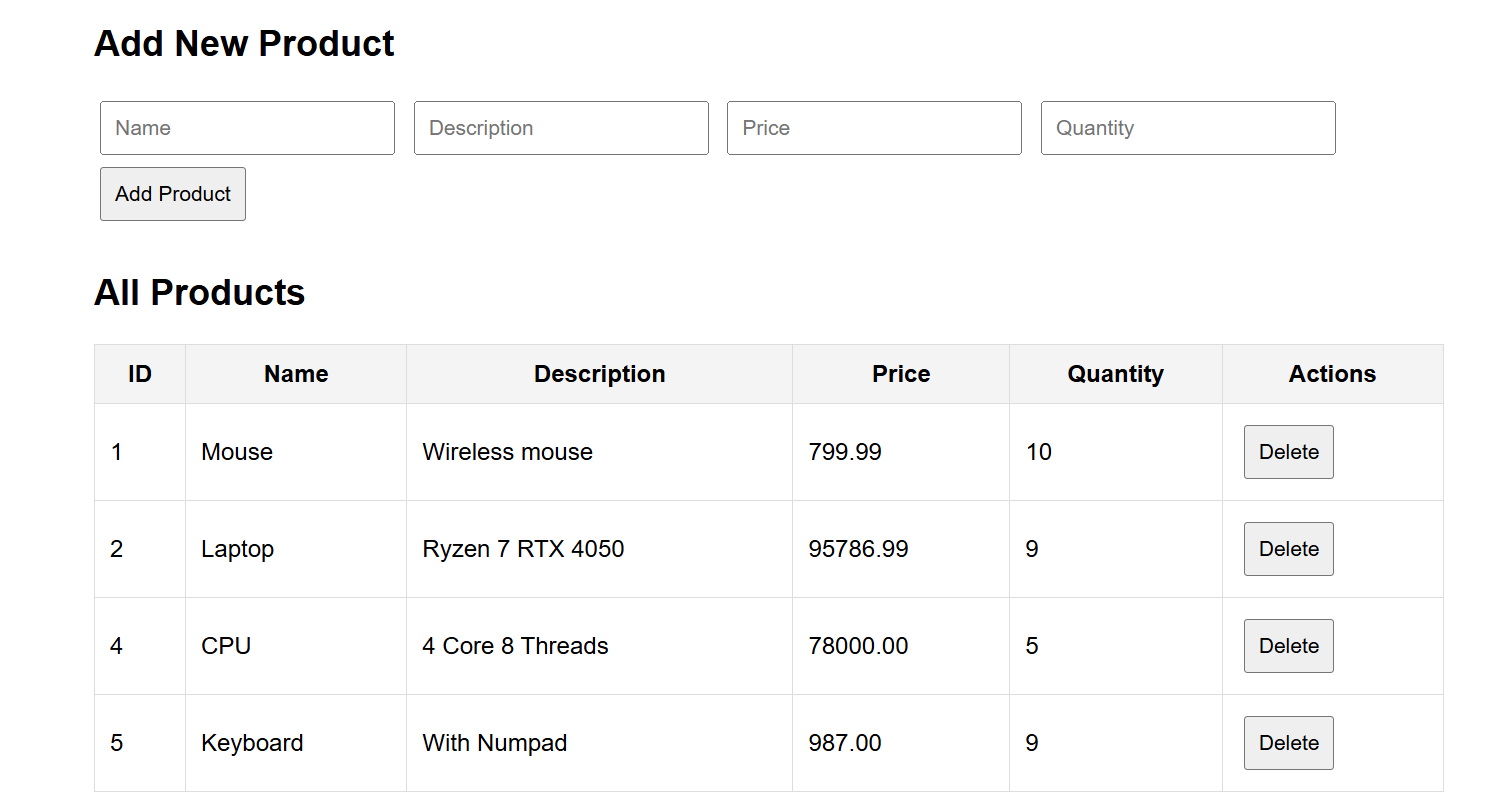 Add New Product
Name Description Price Quantity
Add Product
All Products
ID Name Description Price Quantity Actions
1 Mouse Wireless mouse 799.99 10 Delete
2 Laptop Ryzen 7 RTX 4050 95786.99 9 Delete
4 CPU 4 Core 8 Threads 78000.00 5 Delete
5 Keyboard With Numpad 987.00 9 Delete